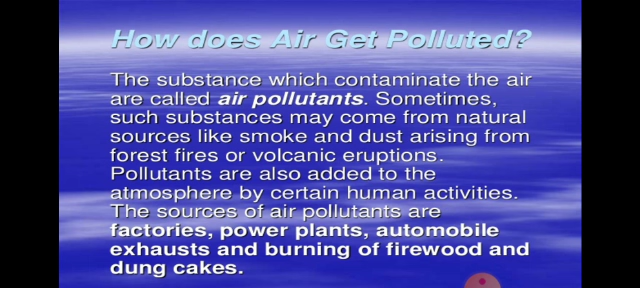 How does Air Get Polluted?
The substance which contaminate the air
are called air pollutants. Sometimes,
such substances may come from natural
sources like smoke and dust arising from
forest fires or volcanic eruptions.
Pollutants are also added to the
atmosphere by certain human activities.
The sources of air pollutants are
factories, power plants, automobile
exhausts and burning of firewood and
dung cakes.